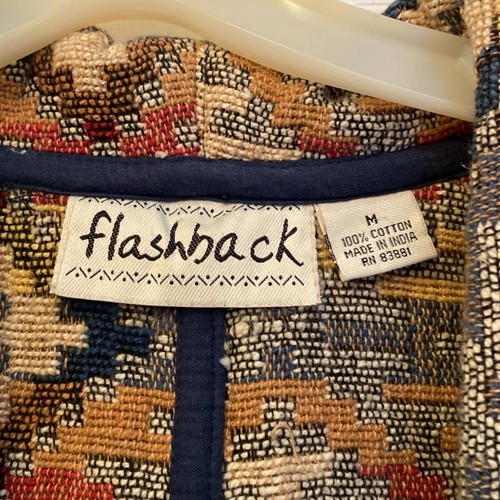 flashback
M
100% COTTON
MADE IN INDIA
RN 83881